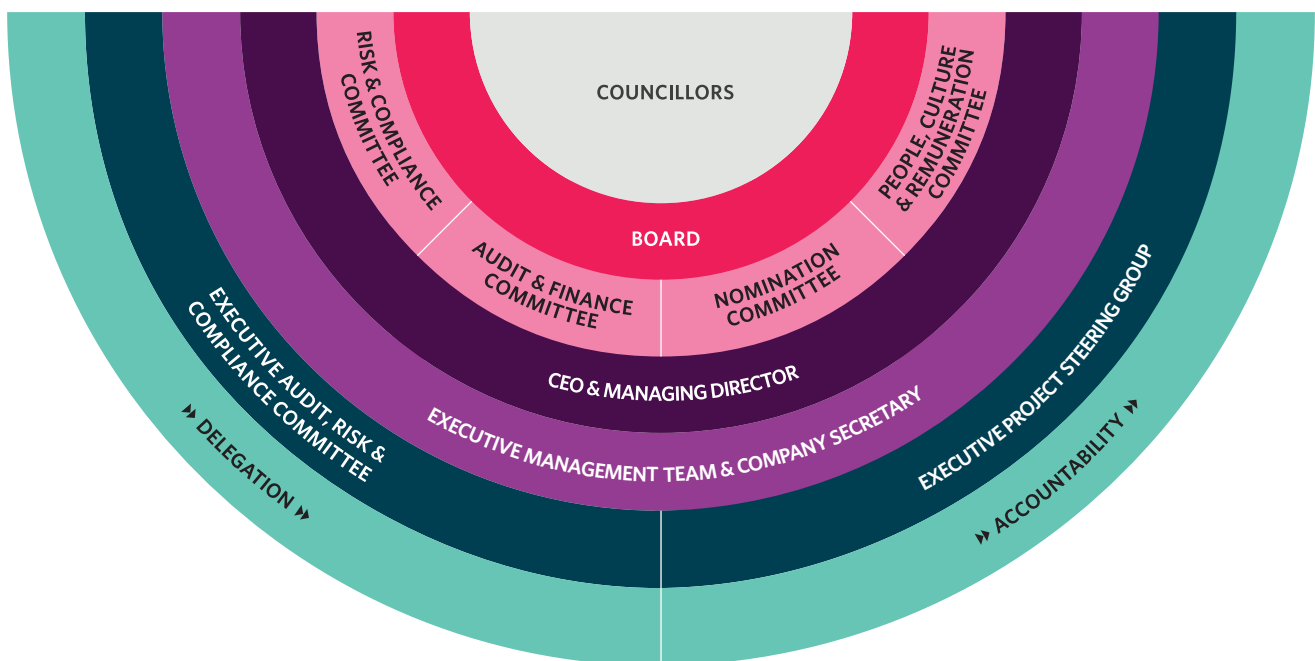 COUNCILLORS
BOARD
RISK & COMPLIANCE
COMMITTEE
AUDIT & FINANCE
COMMITTEE
NOMINATION
COMMITTEE
PEOPLE, CULTURE
& REMUNERATION
COMMITTEE
CEO & MANAGING DIRECTOR
EXECUTIVE MANAGEMENT TEAM & COMPANY SECRETARY
EXECUTIVE AUDIT, RISK &
COMPLIANCE COMMITTEE
EXECUTIVE PROJECT STEERING GROUP
DELEGATION
ACCOUNTABILITY